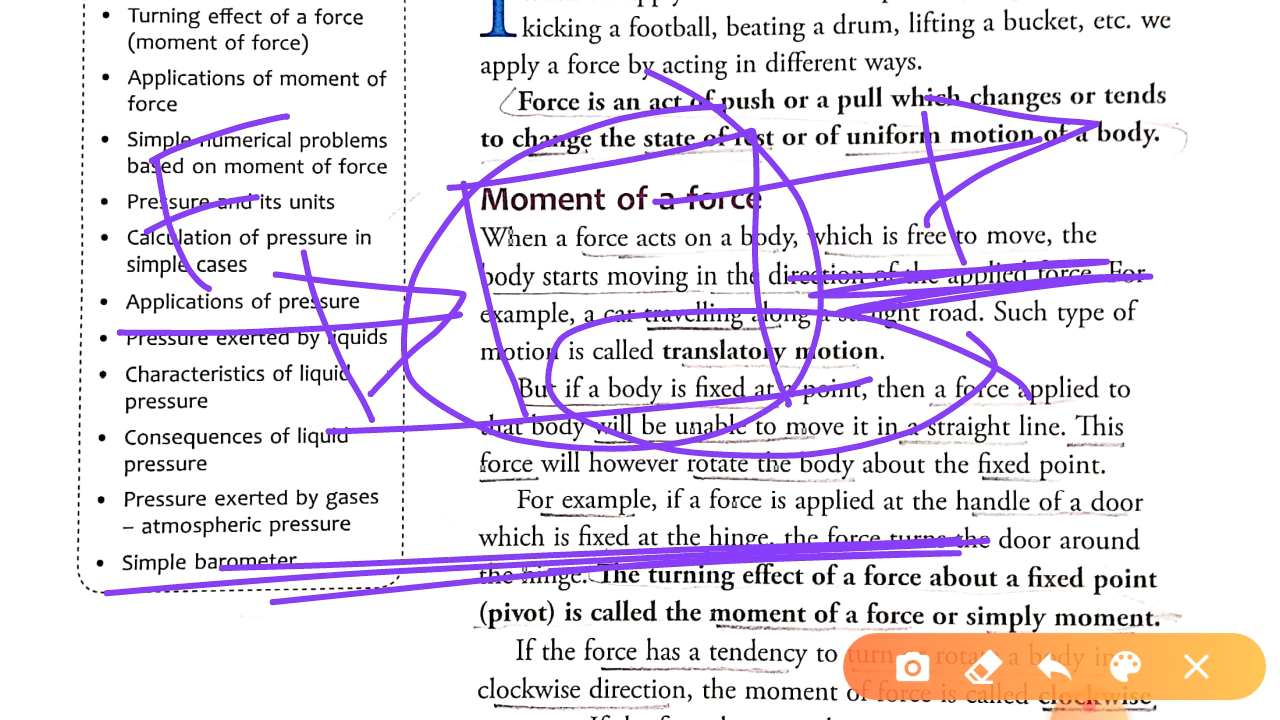 • Turning effect of a force
(moment of force)
• Applications of moment of
force
• Simple numerical problems
based on moment of force
• Pressure and its units
• Calculation of pressure in
simple cases
• Applications of pressure
• Pressure exerted by liquids
• Characteristics of liquid
pressure
• Consequences of liquid
pressure
• Pressure exerted by gases
– atmospheric pressure
• Simple barometer
kicking a football, beating a drum, lifting a bucket, etc. we
apply a force by acting in different ways.
Force is an act of push or a pull which changes or tends
to change the state of rest or of uniform motion of a body.
Moment of a force
When a force acts on a body, which is free to move, the
body starts moving in the direction of the applied force. For
example, a car travelling along a straight road. Such type of
motion is called translatory motion.
But if a body is fixed at a point, then a force applied to
that body will be unable to move it in a straight line. This
force will however rotate the body about the fixed point.
For example, if a force is applied at the handle of a door
which is fixed at the hinge, the force turns the door around
the hinge. The turning effect of a force about a fixed point
(pivot) is called the moment of a force or simply moment.
If the force has a tendency to turn or rotate a body in
clockwise direction, the moment of force is called clockwise